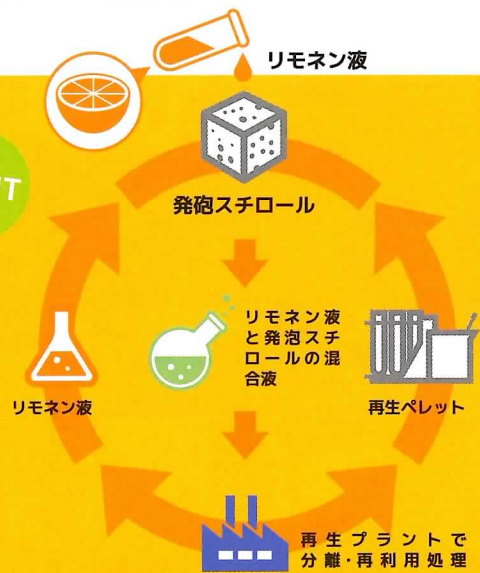 リモネン液
発砲スチロール
リモネン液
と発泡スチ
ロールの混
合液
リモネン液
再生ペレット
再生プラントで
分離・再利用処理